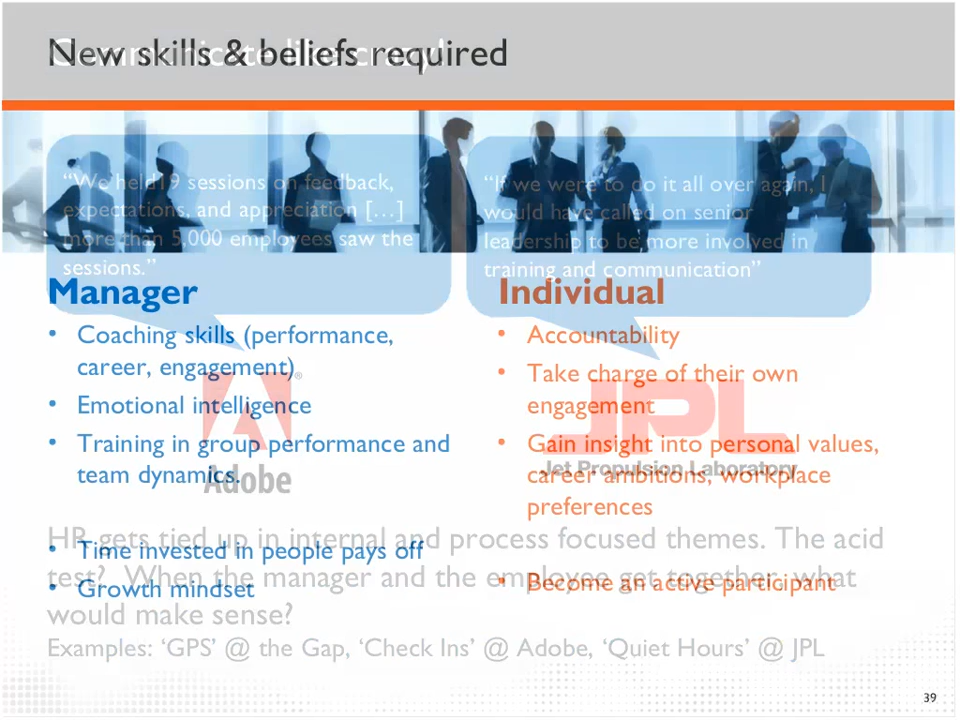 New skills & beliefs required
Communicate like crazy!
“We held 19 sessions on feedback,
expectations, and appreciation […]
more than 5,000 employees saw the
sessions.”
“If we were to do it all over again, I
would have called on senior
leadership to be more involved in
training and communication”
Manager
• Coaching skills (performance,
career, engagement)
• Emotional intelligence
• Training in group performance and
team dynamics.
• Time invested in people pays off
• Growth mindset
Individual
• Accountability
• Take charge of their own
engagement
• Gain insight into personal values,
career ambitions, workplace
preferences
• Become an active participant
Adobe
®
JPL
Jet Propulsion Laboratory
HR gets tied up in internal and process focused themes. The acid
test? When the manager and the employee get together, what
would make sense?
Examples: ‘GPS’ @ the Gap, ‘Check Ins’ @ Adobe, ‘Quiet Hours’ @ JPL
39